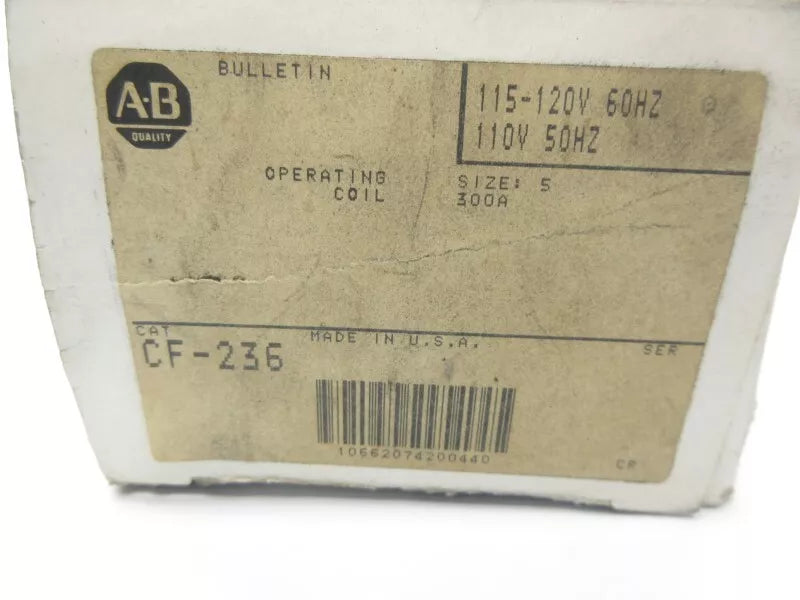 A-B
QUALITY
BULLETIN
115-120V 60HZ
110V 50HZ
OPERATING
COIL
SIZE: 5
300A
CAT
CF-236
MADE IN U.S.A.
SER
10662074200440
CR